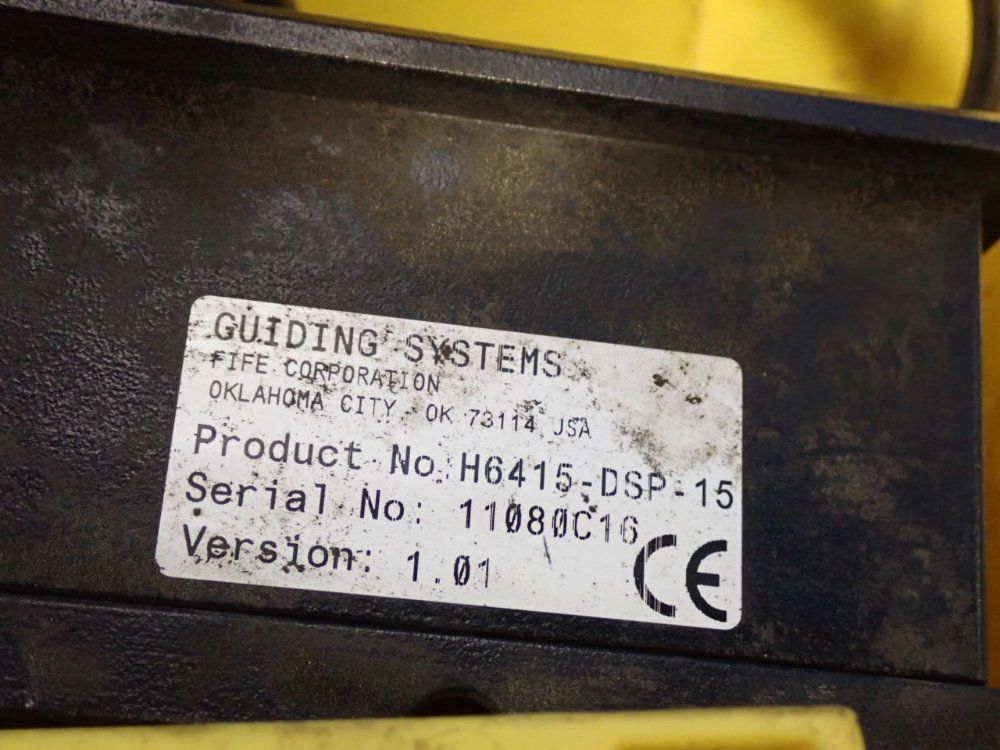 GUIDING SYSTEMS
FIFE CORPORATION
OKLAHOMA CITY, OK 73114 USA
Product No: H6415-DSP-15
Serial No: 11080C16
Version: 1.01
CE